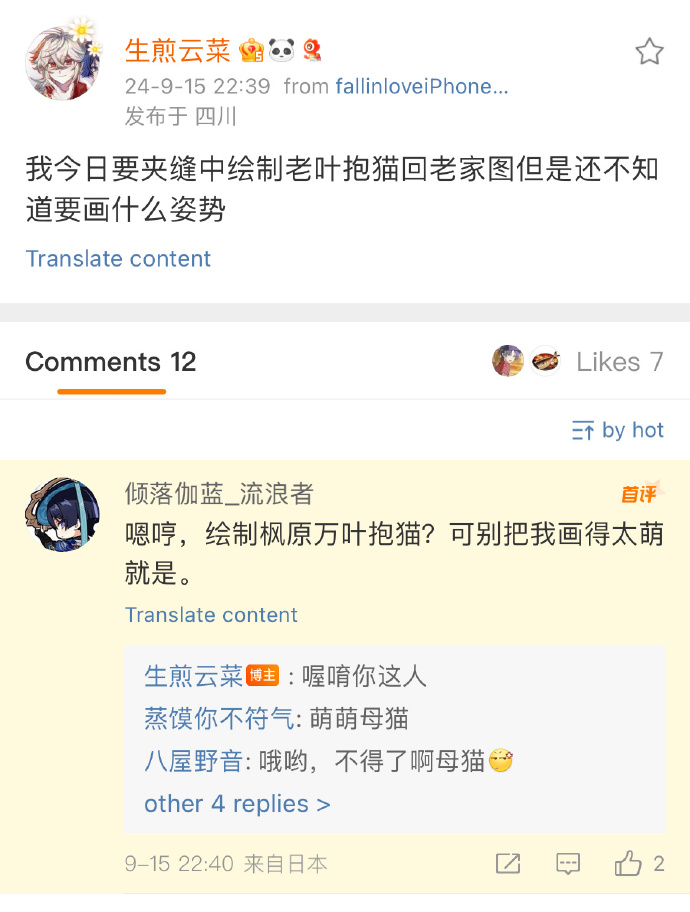 生煎云菜
24-9-15 22:39 from fallinloveiPhone...
发布于 四川
我今日要夹缝中绘制老叶抱猫回老家图但是还不知
道要画什么姿势
Translate content
Comments 12
Likes 7
by hot
倾落伽蓝_流浪者
首评
嗯哼，绘制枫原万叶抱猫？可别把我画得太萌
就是。
Translate content
生煎云菜博主：喔唷你这人
蒸馍你不符气: 萌萌母猫
八屋野音: 哦哟，不得了啊母猫
other 4 replies >
9-15 22:40 来自日本
2